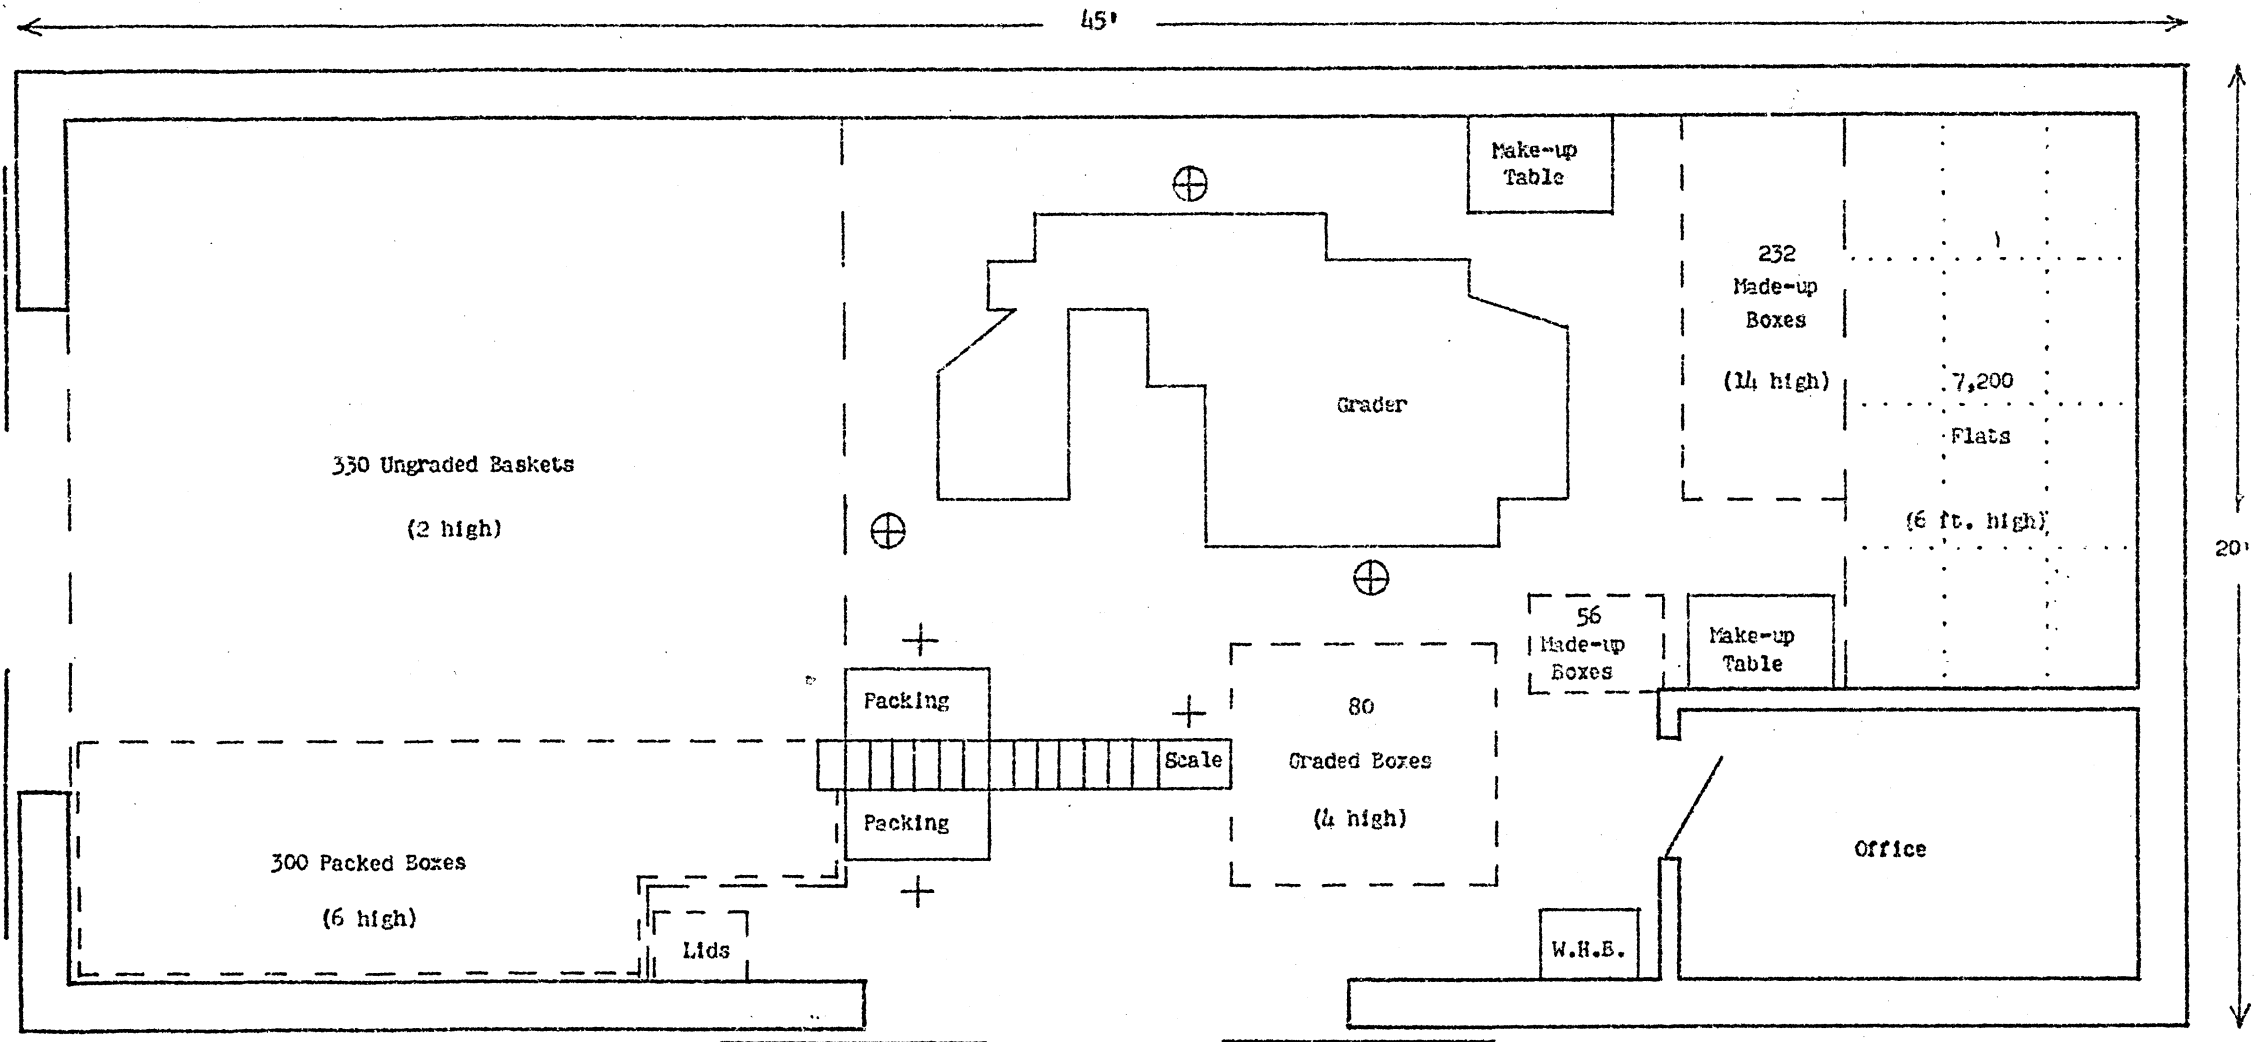 45'
Make-up
Table
232
Made-up
Boxes
(14 high)
7,200
Flats
(6 ft. high)
Grader
330 Ungraded Baskets
(2 high)
20'
56
Made-up
Boxes
Make-up
Table
Packing
80
Scale
Graded Boxes
Packing
(4 high)
Office
300 Packed Boxes
(6 high)
Lids
W.H.B.